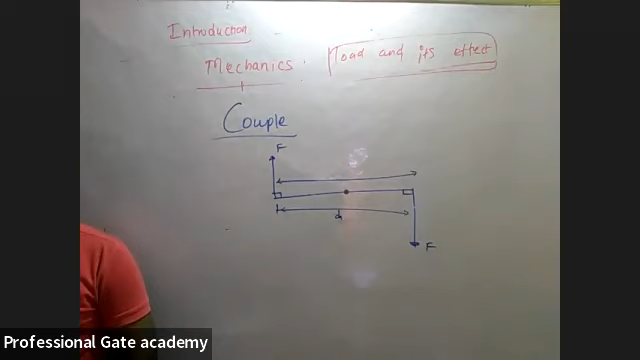 Introduction
Mechanics
load and its effect
Couple
F
d
F
Professional Gate academy